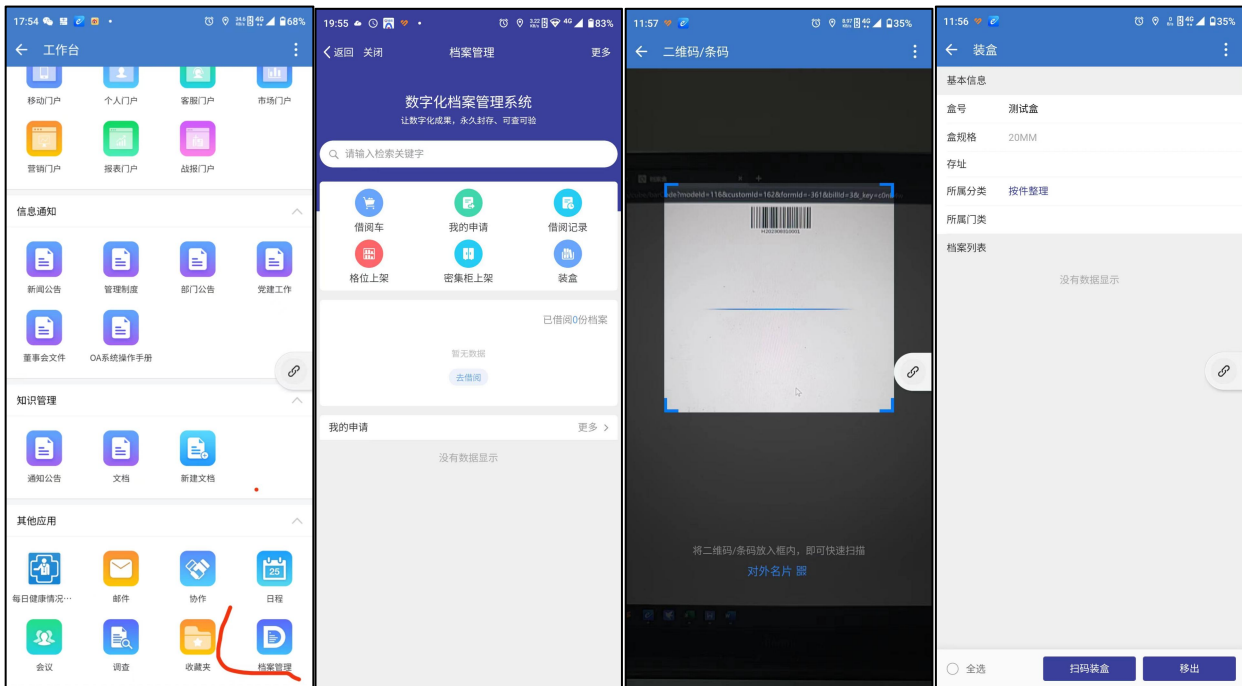 17:54 68%
工作台
移动门户 个人门户 客服门户 市场门户
营销门户 报表门户 战报门户
信息通知
新闻公告 管理制度 部门公告 党建工作
董事会文件 OA系统操作手册
知识管理
通知公告 文档 新建文档
其他应用
25
每日健康情况… 邮件 协作 日程
会议 调查 收藏夹 档案管理
19:55 83%
返回 关闭 档案管理 更多
数字化档案管理系统
让数字化成果,永久封存、可查可验
请输入检索关键字
借阅车 我的申请 借阅记录
格位上架 密集柜上架 装盒
已借阅0份档案
暂无数据
去借阅
我的申请 更多
没有数据显示
11:57 35%
二维码/条码
将二维码/条码放入框内,即可快速扫描
对外名片
11:56 35%
装盒
基本信息
盒号 测试盒
盒规格 20MM
存址
所属分类 按件整理
所属门类
档案列表
没有数据显示
全选 扫码装盒 移出